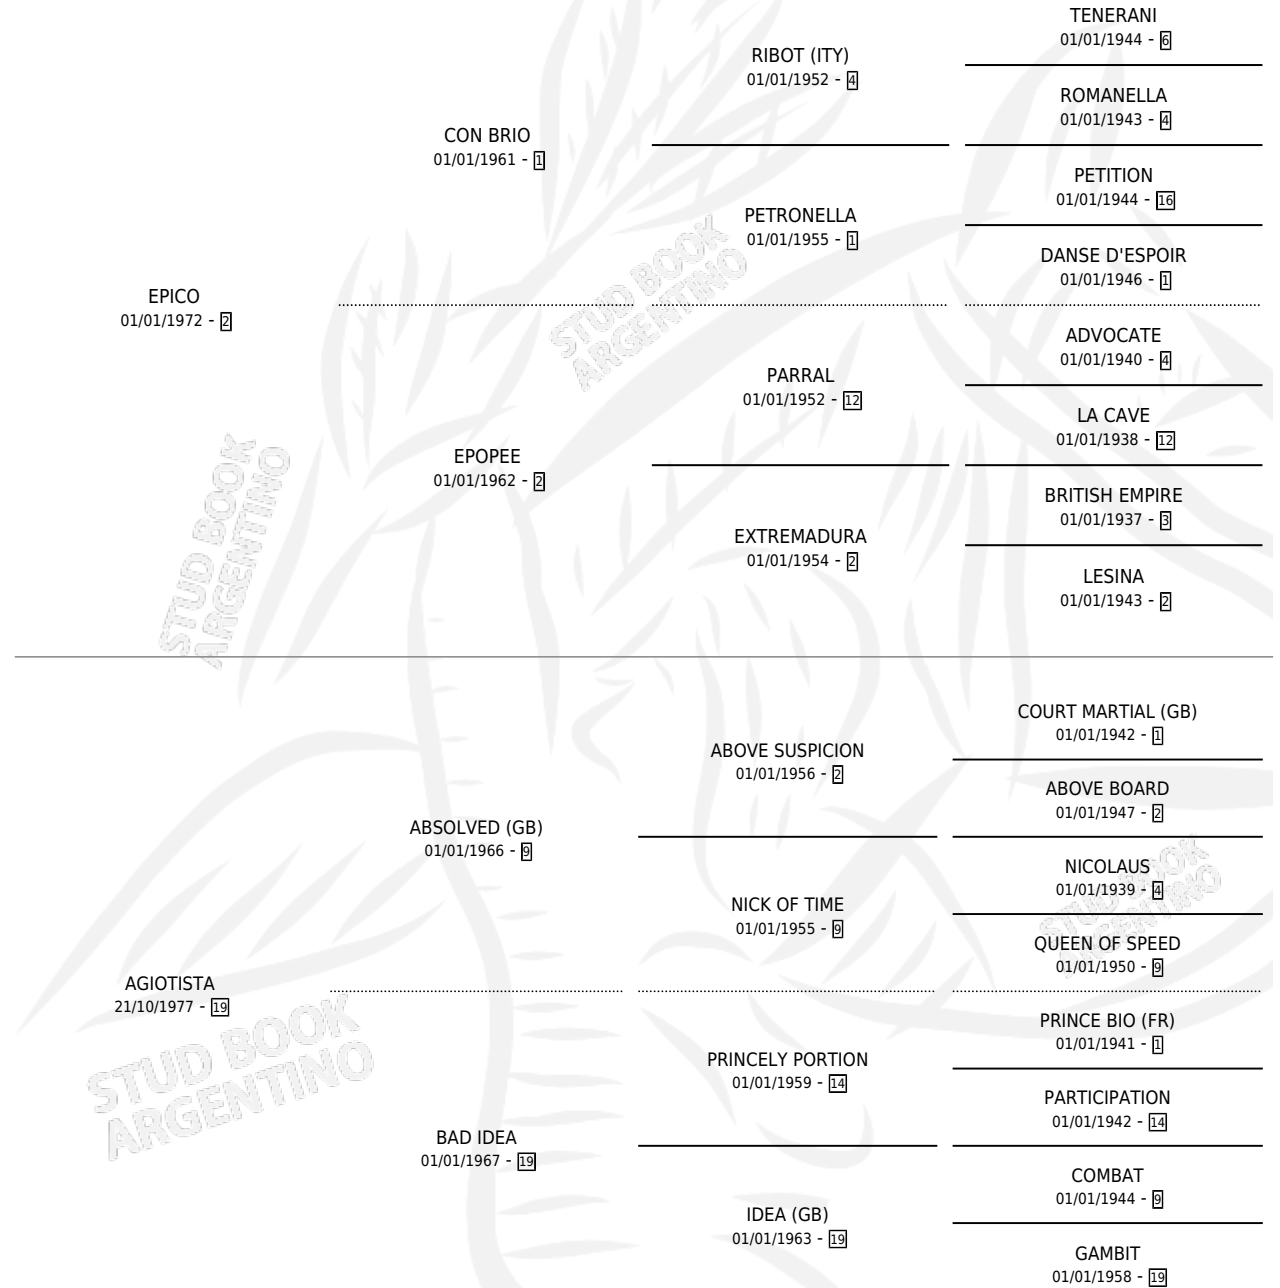 TENERANI
01/01/1944 - 6
RIBOT (ITY)
01/01/1952 - 4
ROMANELLA
01/01/1943 - 4
CON BRIO
01/01/1961 - 1
PETITION
01/01/1944 - 16
PETRONELLA
01/01/1955 - 1
DANSE D'ESPOIR
01/01/1946 - 1
EPICO
01/01/1972 - 2
STUD BOOK
ARGENTINO
ADVOCATE
01/01/1940 - 4
PARRAL
01/01/1952 - 12
LA CAVE
01/01/1938 - 12
EPOPEE
01/01/1962 - 2
BRITISH EMPIRE
01/01/1937 - 3
EXTREMADURA
01/01/1954 - 2
LESINA
01/01/1943 - 2
STUD BOOK
ARGENTINO
COURT MARTIAL (GB)
01/01/1942 - 1
ABOVE SUSPICION
01/01/1956 - 2
ABOVE BOARD
01/01/1947 - 2
ABSOLVED (GB)
01/01/1966 - 9
NICOLAUS
01/01/1939 - 4
NICK OF TIME
01/01/1955 - 9
STUD BOOK
ARGENTINO
QUEEN OF SPEED
01/01/1950 - 9
AGIOTISTA
21/10/1977 - 19
PRINCE BIO (FR)
01/01/1941 - 1
PRINCELY PORTION
01/01/1959 - 14
STUD BOOK
ARGENTINO
PARTICIPATION
01/01/1942 - 14
BAD IDEA
01/01/1967 - 19
COMBAT
01/01/1944 - 9
IDEA (GB)
01/01/1963 - 19
GAMBIT
01/01/1958 - 19